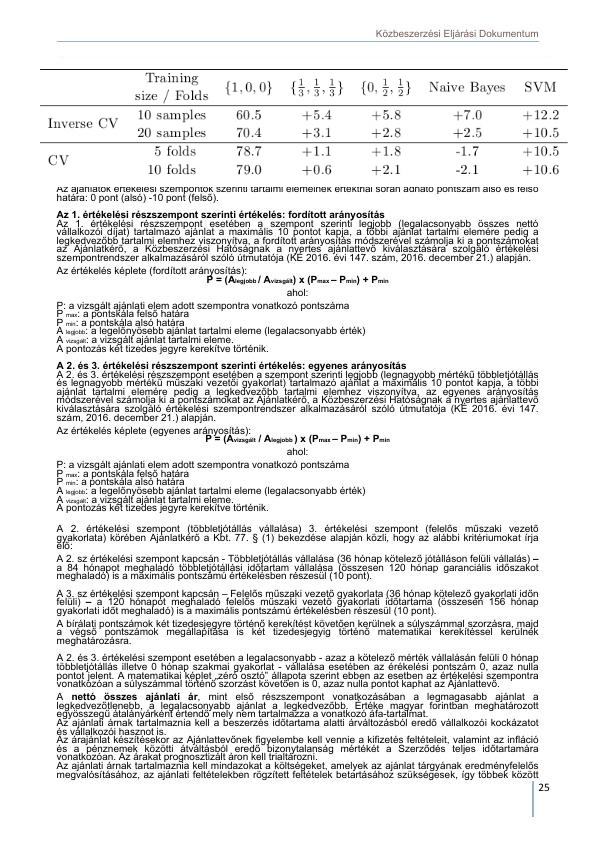 Közbeszerzési Eljárási Dokumentum
Training size / Folds {1, 0, 0} {1/3, 1/3, 1/3} {0, 1/2, 1/2} Naive Bayes SVM
Inverse CV 10 samples 60.5 +5.4 +5.8 +7.0 +12.2
20 samples 70.4 +3.1 +2.8 +2.5 +10.5
CV 5 folds 78.7 +1.1 +1.8 -1.7 +10.5
10 folds 79.0 +0.6 +2.1 -2.1 +10.6
Az ajánlatok értékelési szempontok szerinti tartalmi elemeinek értékelése során adható pontszám alsó és felső
határa: 0 pont (alsó) -10 pont (felső).
Az 1. értékelési részszempont szerinti értékelés: fordított arányosítás
Az 1. értékelési részszempont esetében a szempont szerinti legjobb (legalacsonyabb összes nettó
vállalkozói díjat) tartalmazó ajánlat a maximális 10 pontot kapja, a többi ajánlat tartalmi elemére pedig a
legkedvezőbb tartalmi elemhez viszonyítva, a fordított arányosítás módszerével számolja ki a pontszámokat
az Ajánlatkérő, a Közbeszerzési Hatóságnak a nyertes ajánlattevő kiválasztására szolgáló értékelési
szempontrendszer alkalmazásáról szóló útmutatója (KÉ 2016. évi 147. szám, 2016. december 21.) alapján.
Az értékelés képlete (fordított arányosítás):
P = (Alegjobb / Avizsgált) x (Pmax – Pmin) + Pmin
ahol:
P: a vizsgált ajánlati elem adott szempontra vonatkozó pontszáma
P max: a pontskála felső határa
P min: a pontskála alsó határa
A legjobb: a legelőnyösebb ajánlat tartalmi eleme (legalacsonyabb érték)
A vizsgált: a vizsgált ajánlat tartalmi eleme.
A pontozás két tizedes jegyre kerekítve történik.
A 2. és 3. értékelési részszempont szerinti értékelés: egyenes arányosítás
A 2. és 3. értékelési részszempont esetében a szempont szerinti legjobb (legnagyobb mértékű többletjótállás
és legnagyobb mértékű műszaki vezetői gyakorlat) tartalmazó ajánlat a maximális 10 pontot kapja, a többi
ajánlat tartalmi elemére pedig a legkedvezőbb tartalmi elemhez viszonyítva, az egyenes arányosítás
módszerével számolja ki a pontszámokat az Ajánlatkérő, a Közbeszerzési Hatóságnak a nyertes ajánlattevő
kiválasztására szolgáló értékelési szempontrendszer alkalmazásáról szóló útmutatója (KÉ 2016. évi 147.
szám, 2016. december 21.) alapján.
Az értékelés képlete (egyenes arányosítás):
P = (Avizsgált / Alegjobb ) x (Pmax – Pmin) + Pmin
ahol:
P: a vizsgált ajánlati elem adott szempontra vonatkozó pontszáma
P max: a pontskála felső határa
P min: a pontskála alsó határa
A legjobb: a legelőnyösebb ajánlat tartalmi eleme (legalacsonyabb érték)
A vizsgált: a vizsgált ajánlat tartalmi eleme.
A pontozás két tizedes jegyre kerekítve történik.
A 2. értékelési szempont (többletjótállás vállalása) 3. értékelési szempont (felelős műszaki vezető
gyakorlata) körében Ajánlatkérő a Kbt. 77. § (1) bekezdése alapján közli, hogy az alábbi kritériumokat írja
elő:
A 2. sz értékelési szempont kapcsán - Többletjótállás vállalása (36 hónap kötelező jótálláson felüli vállalás) –
a 84 hónapot meghaladó többletjótállási időtartam vállalása (összesen 120 hónap garanciális időszakot
meghaladó) is a maximális pontszámú értékelésben részesül (10 pont).
A 3. sz értékelési szempont kapcsán – Felelős műszaki vezető gyakorlata (36 hónap kötelező gyakorlati időn
felüli) – a 120 hónapot meghaladó felelős műszaki vezető gyakorlati időtartama (összesen 156 hónap
gyakorlati időt meghaladó) is a maximális pontszámú értékelésben részesül (10 pont).
A bírálati pontszámok két tizedesjegyre történő kerekítést követően kerülnek a súlyszámmal szorzásra, majd
a végső pontszámok megállapítása is két tizedesjegyig történő matematikai kerekítéssel kerülnek
meghatározásra.
A 2. és 3. értékelési szempont esetében a legalacsonyabb - azaz a kötelező mérték vállalásán felüli 0 hónap
többletjótállás illetve 0 hónap szakmai gyakorlat - vállalása esetében az érékelési pontszám 0, azaz nulla
pontot jelent. A matematikai képlet „zéró osztó” állapota szerint ebben az esetben az értékelési szempontra
vonatkozóan a súlyszámmal történő szorzást követően is 0, azaz nulla pontot kaphat az Ajánlattevő.
A nettó összes ajánlati ár, mint első részszempont vonatkozásában a legmagasabb ajánlat a
legkedvezőtlenebb, a legalacsonyabb ajánlat a legkedvezőbb. Értéke magyar forintban meghatározott
egyösszegű átalányárként értendő mely nem tartalmazza a vonatkozó áfa-tartalmat.
Az ajánlati árnak tartalmaznia kell a beszerzés időtartama alatti árváltozásból eredő vállalkozói kockázatot
és vállalkozói hasznot is.
Az árajánlat készítésekor az Ajánlattevőnek figyelembe kell vennie a kifizetés feltételeit, valamint az infláció
és a pénznemek közötti átváltásból eredő bizonytalanság mértékét a Szerződés teljes időtartamára
vonatkozóan. Az árakat prognosztizált áron kell trialtározni.
Az ajánlati árnak tartalmaznia kell mindazokat a költségeket, amelyek az ajánlat tárgyának eredményfelelős
megvalósításához, az ajánlati feltételekben rögzített feltételek betartásához szükségesek, így többek között
25